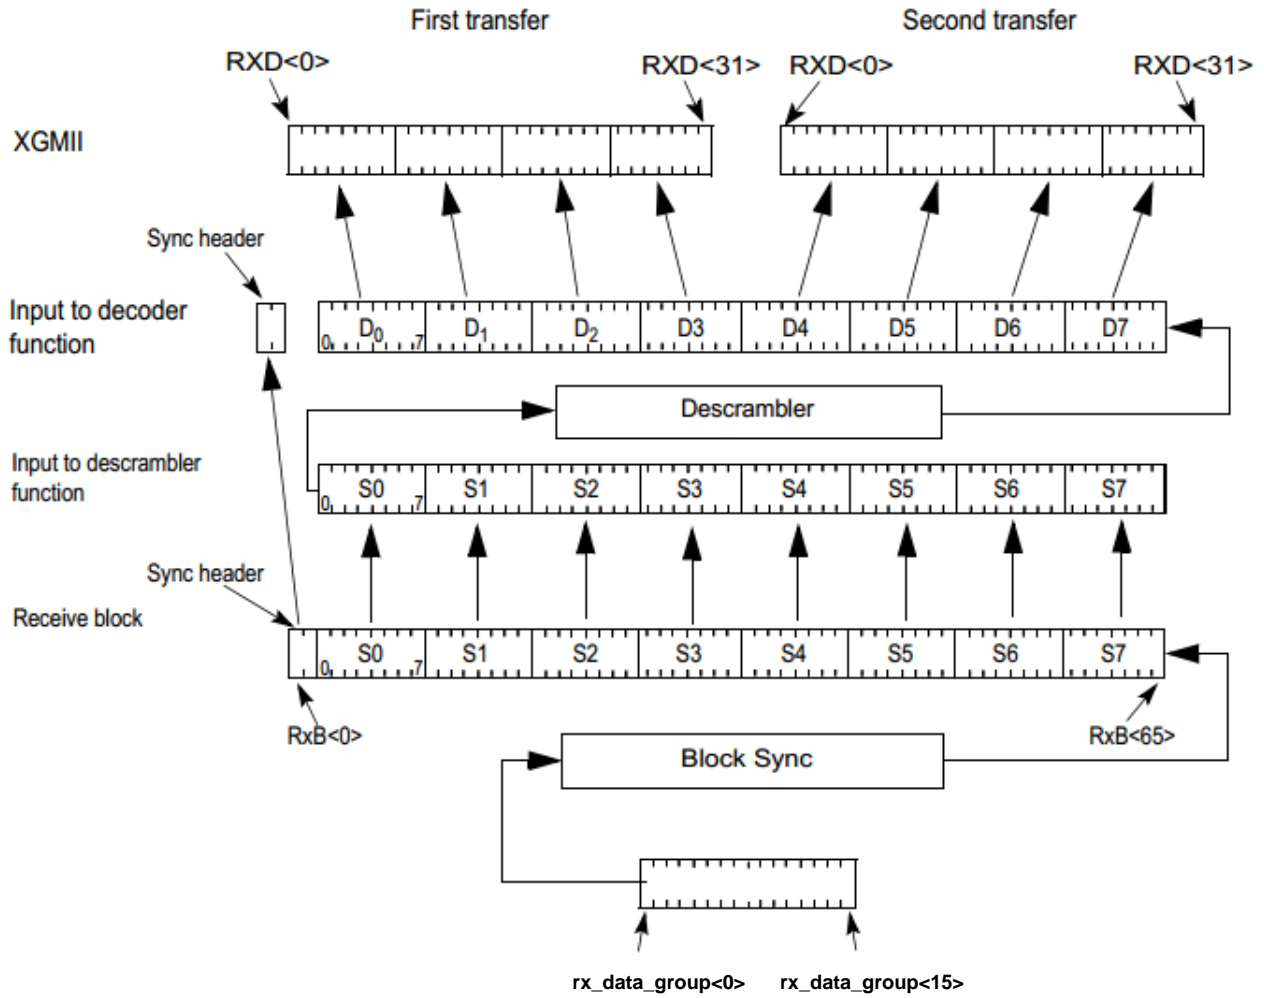 First transfer
Second transfer
RXD<0>
RXD<31>
RXD<0>
RXD<31>
XGMII
Sync header
Input to decoder
function
0
D0
7
D1
D2
D3
D4
D5
D6
D7
Descrambler
Input to descrambler
function
0
S0
7
S1
S2
S3
S4
S5
S6
S7
Sync header
Receive block
0
S0
7
S1
S2
S3
S4
S5
S6
S7
RxB<0>
RxB<65>
Block Sync
rx_data_group<0>
rx_data_group<15>